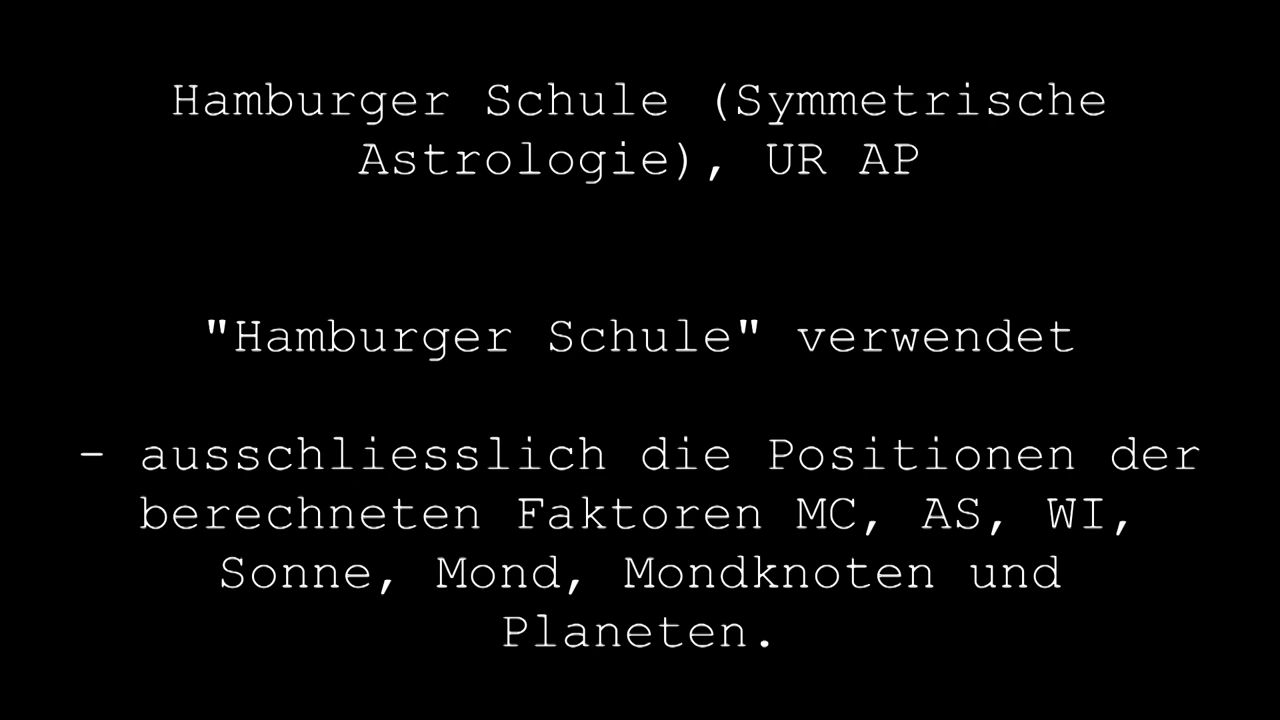 Hamburger Schule (Symmetrische
Astrologie), UR AP
"Hamburger Schule" verwendet
- ausschliesslich die Positionen der
berechneten Faktoren MC, AS, WI,
Sonne, Mond, Mondknoten und
Planeten.